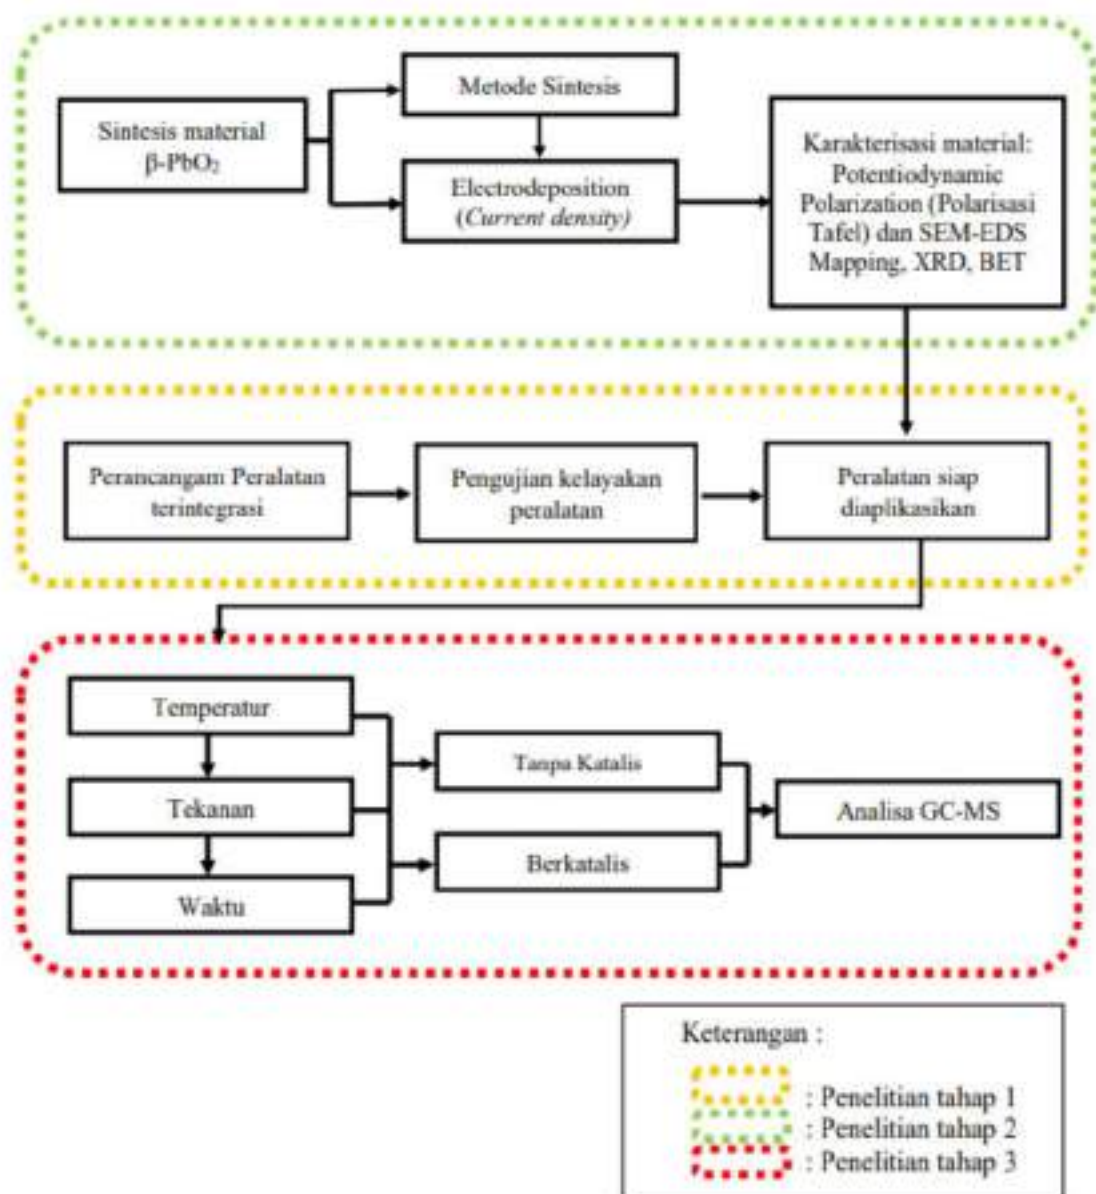 Metode Sintesis
Sintesis material
β-PbO₂
Electrodeposition
(Current density)
Karakterisasi material:
Potentiodynamic
Polarization (Polarisasi
Tafel) dan SEM-EDS
Mapping, XRD, BET
Perancangam Peralatan
terintegrasi
Pengujian kelayakan
peralatan
Peralatan siap
diaplikasikan
Temperatur
Tekanan
Waktu
Tanpa Katalis
Berkatalis
Analisa GC-MS
Keterangan :
: Penelitian tahap 1
: Penelitian tahap 2
: Penelitian tahap 3